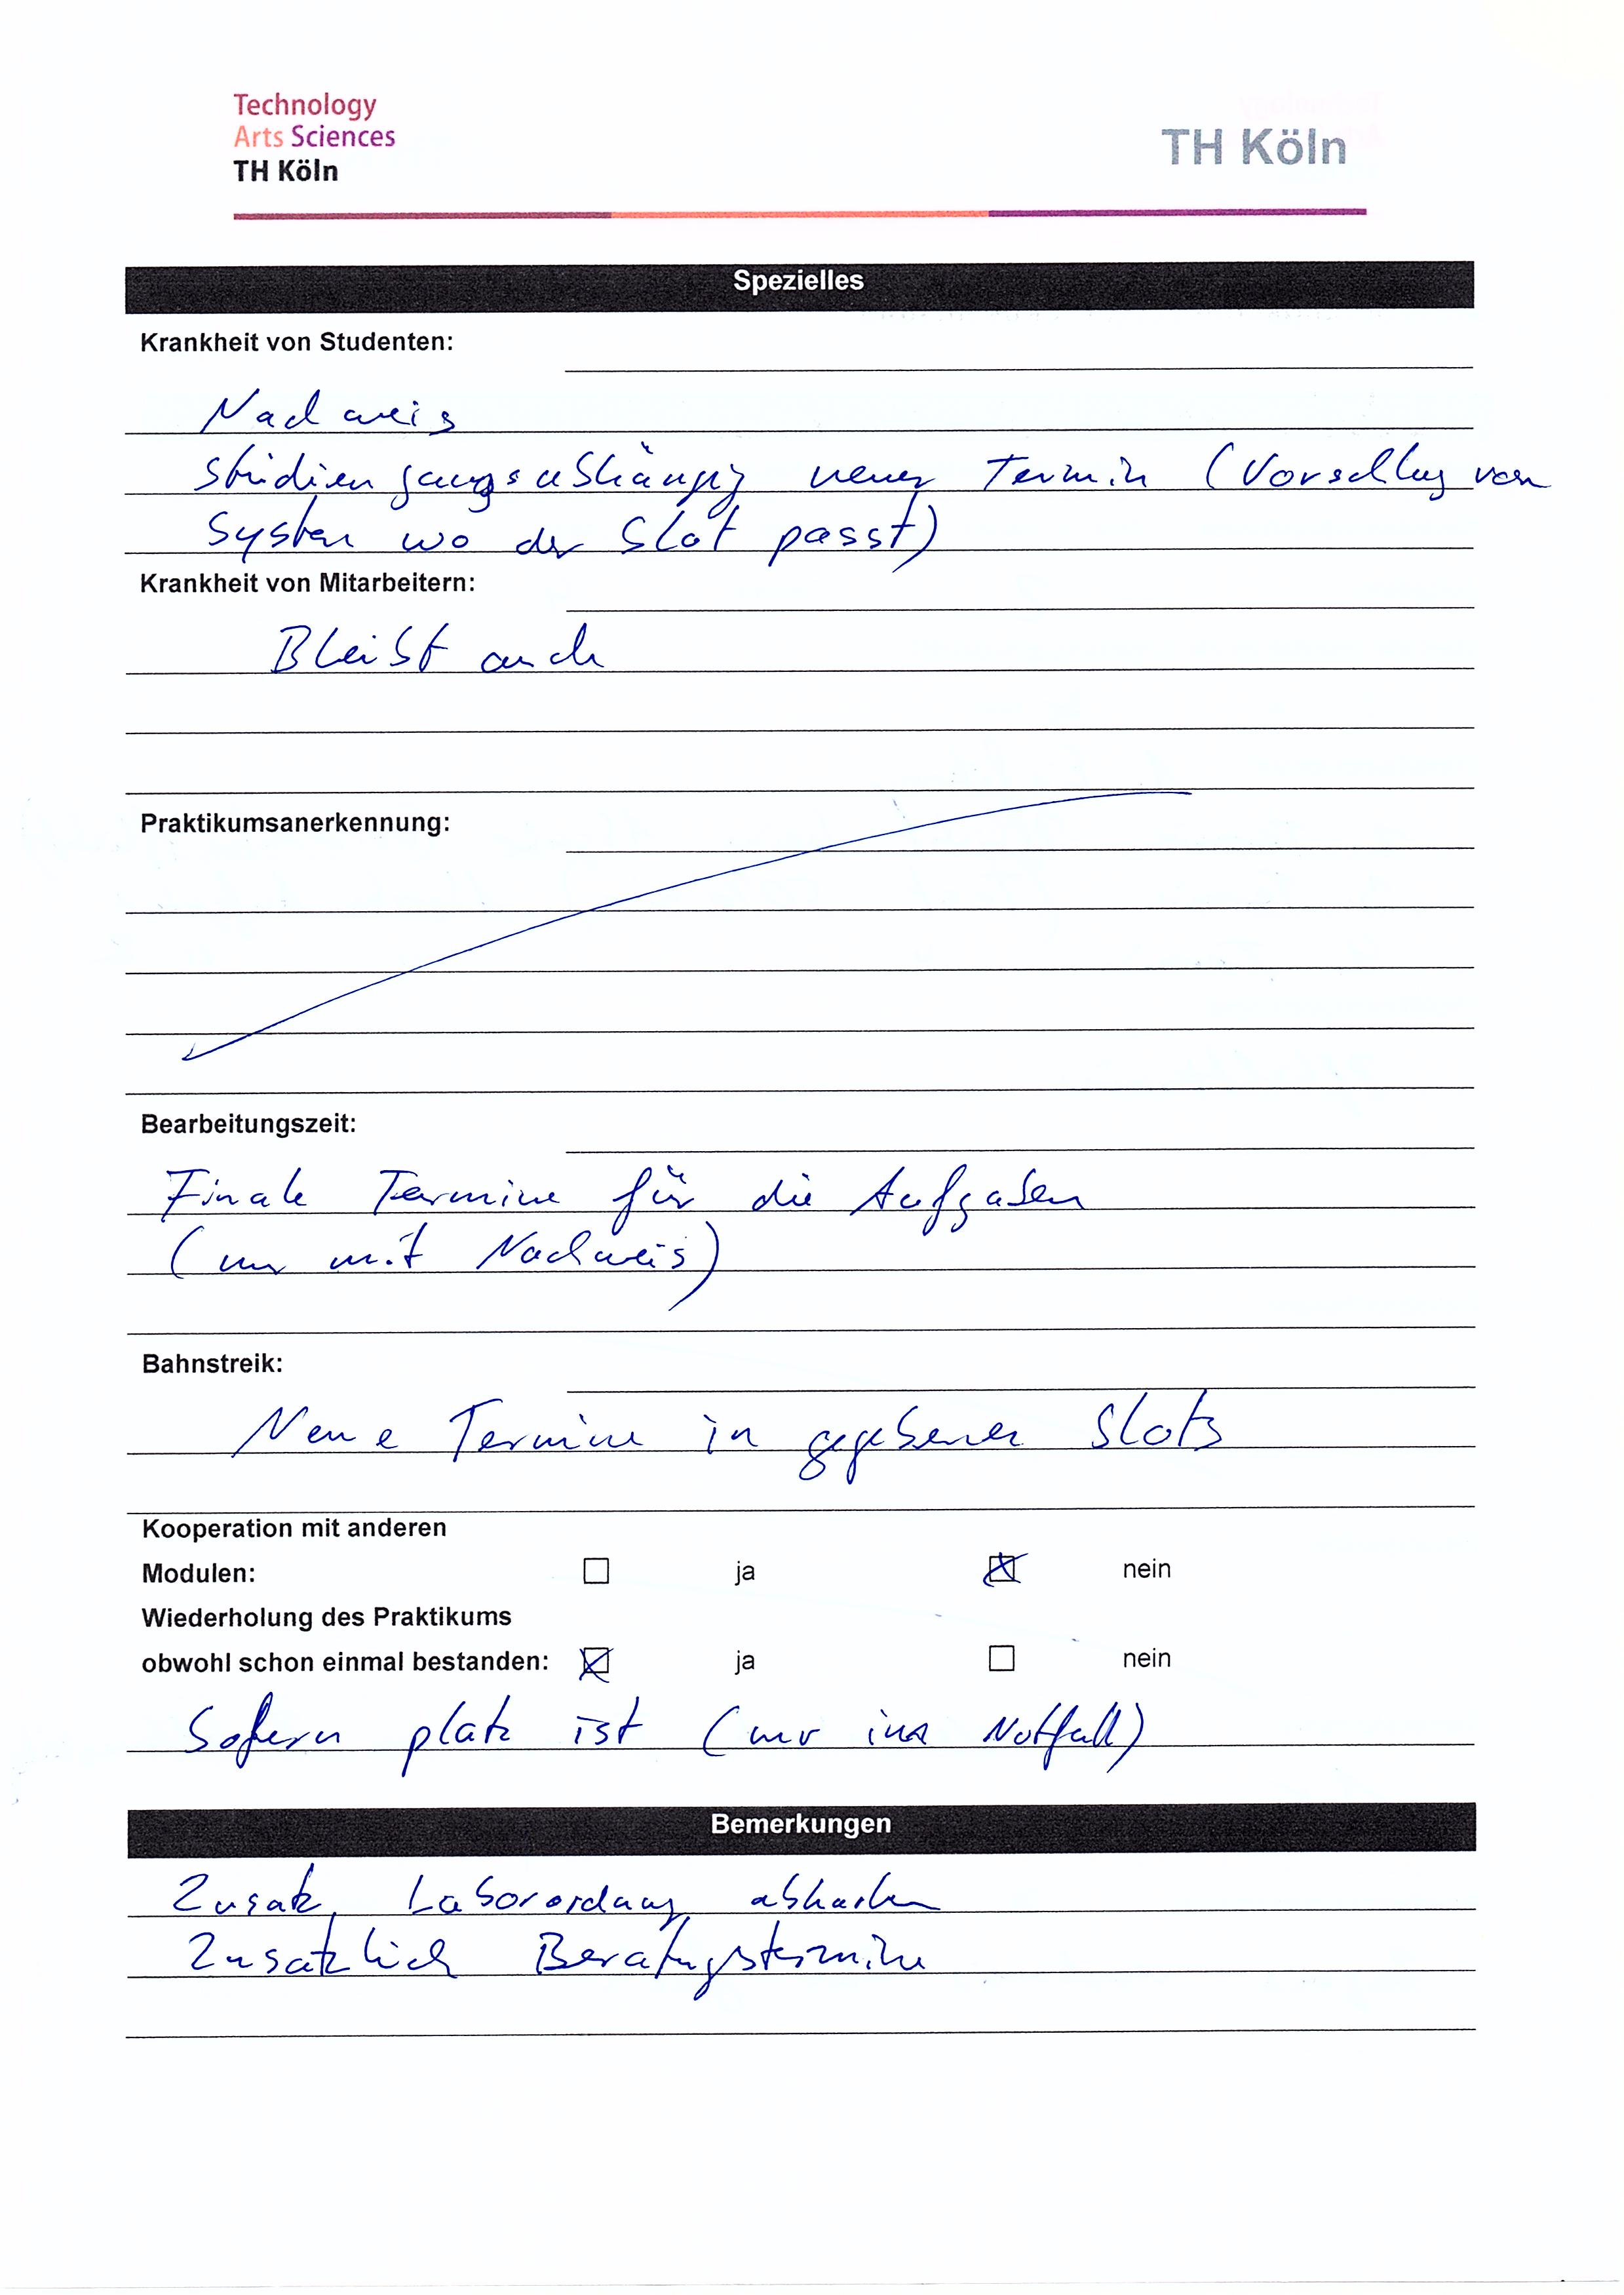 Technology
Arts Sciences
TH Köln
TH Köln
Spezielles
Krankheit von Studenten:
Nachweis
Studiengangsabhängig neuer Termin (Vorschlag von
System wo der Slot passt)
Krankheit von Mitarbeitern:
Bleibt auch
Praktikumsanerkennung:
Bearbeitungszeit:
Finale Termine für die Aufgaben
(nur mit Nachweis)
Bahnstreik:
Neue Termine in gegebenen Slots
Kooperation mit anderen
Modulen: ja nein
Wiederholung des Praktikums
obwohl schon einmal bestanden: ja nein
Sofern platz ist (nur im Notfall)
Bemerkungen
Zusatz, Laborordnung abhaken
Zusatzlich Beratungstermine